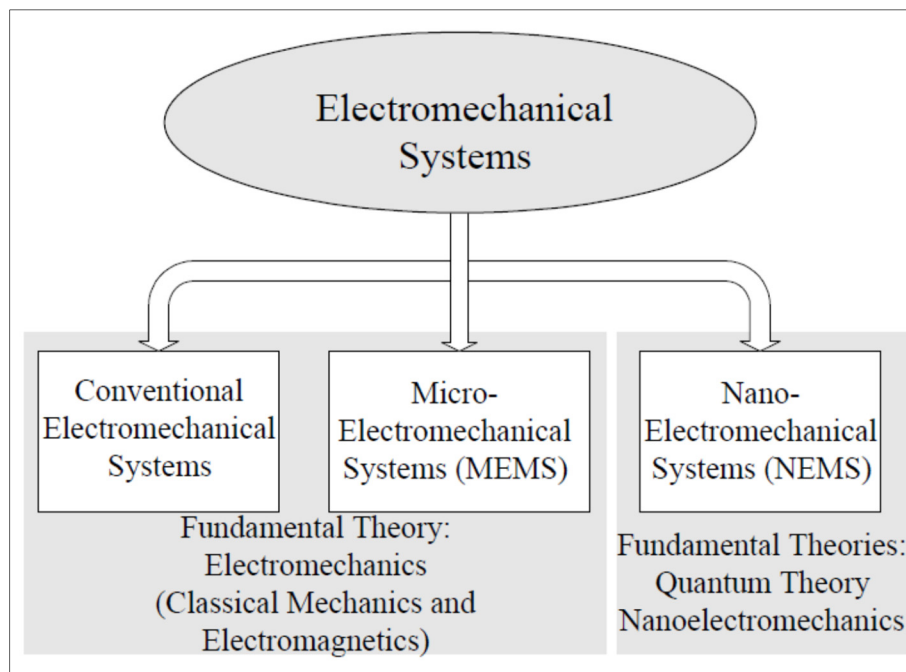 Electromechanical
Systems
Conventional
Electromechanical
Systems
Micro-
Electromechanical
Systems (MEMS)
Nano-
Electromechanical
Systems (NEMS)
Fundamental Theory:
Electromechanics
(Classical Mechanics and
Electromagnetics)
Fundamental Theories:
Quantum Theory
Nanoelectromechanics